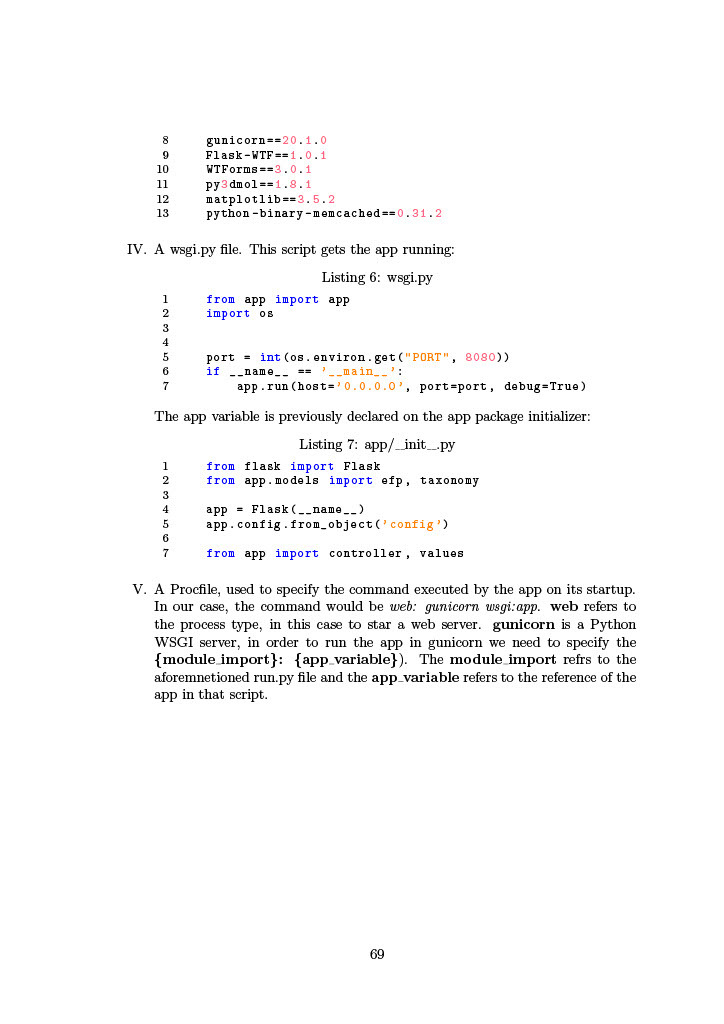 8 gunicorn==20.1.0
9 Flask-WTF==1.0.1
10 WTForms==3.0.1
11 py3dmol==1.8.1
12 matplotlib==3.5.2
13 python-binary-memcached==0.31.2
IV. A wsgi.py file. This script gets the app running:
Listing 6: wsgi.py
1 from app import app
2 import os
3
4
5 port = int(os.environ.get("PORT", 8080))
6 if __name__ == '__main__':
7     app.run(host='0.0.0.0', port=port, debug=True)
The app variable is previously declared on the app package initializer:
Listing 7: app/__init__.py
1 from flask import Flask
2 from app.models import efp, taxonomy
3
4 app = Flask(__name__)
5 app.config.from_object('config')
6
7 from app import controller, values
V. A Procfile, used to specify the command executed by the app on its startup.
In our case, the command would be web: gunicorn wsgi:app. web refers to
the process type, in this case to star a web server. gunicorn is a Python
WSGI server, in order to run the app in gunicorn we need to specify the
{module_import}: {app_variable}). The module_import refrs to the
aforemnetioned run.py file and the app_variable refers to the reference of the
app in that script.
69